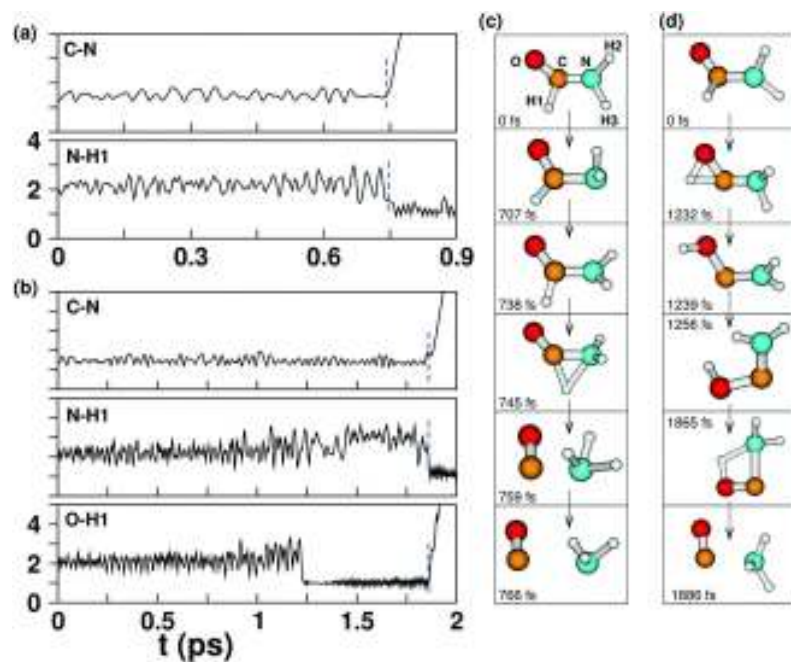 (a)
C-N
N-H1
4
2
0
0
0.3
0.6
0.9
(b)
C-N
N-H1
O-H1
4
2
0
0
0.5
1
1.5
2
t (ps)
(c)
O
C
N
H2
H1
H3
0 fs
707 fs
738 fs
745 fs
759 fs
766 fs
(d)
0 fs
1232 fs
1239 fs
1256 fs
1865 fs
1886 fs